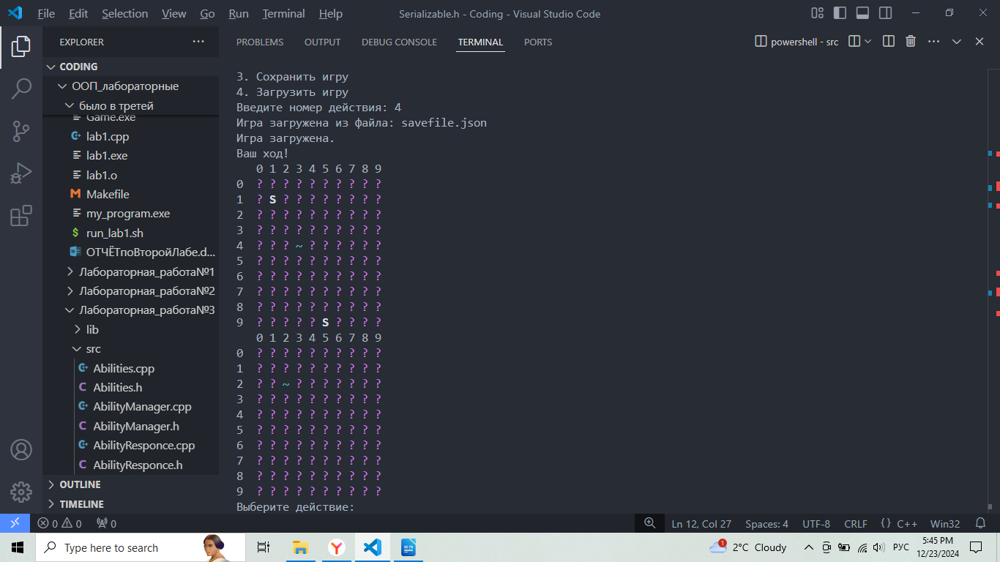 File Edit Selection View Go Run Terminal Help Serializable.h - Coding - Visual Studio Code
EXPLORER
CODING
ООП_лабораторные
было в третей
Game.exe
lab1.cpp
lab1.exe
lab1.o
Makefile
my_program.exe
run_lab1.sh
ОТЧЁТпоВторойЛабе.d...
Лабораторная_работа№1
Лабораторная_работа№2
Лабораторная_работа№3
lib
src
Abilities.cpp
Abilities.h
AbilityManager.cpp
AbilityManager.h
AbilityResponce.cpp
AbilityResponce.h
OUTLINE
TIMELINE
PROBLEMS OUTPUT DEBUG CONSOLE TERMINAL PORTS powershell - src
3. Сохранить игру
4. Загрузить игру
Введите номер действия: 4
Игра загружена из файла: savefile.json
Игра загружена.
Ваш ход!
0 1 2 3 4 5 6 7 8 9
0 ? ? ? ? ? ? ? ? ? ?
1 ? S ? ? ? ? ? ? ? ?
2 ? ? ? ? ? ? ? ? ? ?
3 ? ? ? ? ? ? ? ? ? ?
4 ? ? ? ~ ? ? ? ? ? ?
5 ? ? ? ? ? ? ? ? ? ?
6 ? ? ? ? ? ? ? ? ? ?
7 ? ? ? ? ? ? ? ? ? ?
8 ? ? ? ? ? ? ? ? ? ?
9 ? ? ? ? ? S ? ? ? ?
0 1 2 3 4 5 6 7 8 9
0 ? ? ? ? ? ? ? ? ? ?
1 ? ? ? ? ? ? ? ? ? ?
2 ? ? ~ ? ? ? ? ? ? ?
3 ? ? ? ? ? ? ? ? ? ?
4 ? ? ? ? ? ? ? ? ? ?
5 ? ? ? ? ? ? ? ? ? ?
6 ? ? ? ? ? ? ? ? ? ?
7 ? ? ? ? ? ? ? ? ? ?
8 ? ? ? ? ? ? ? ? ? ?
9 ? ? ? ? ? ? ? ? ? ?
Выберите действие:
0 0 0 Ln 12, Col 27 Spaces: 4 UTF-8 CRLF {} C++ Win32
Type here to search 1 2°C Cloudy РУС 5:45 PM
12/23/2024